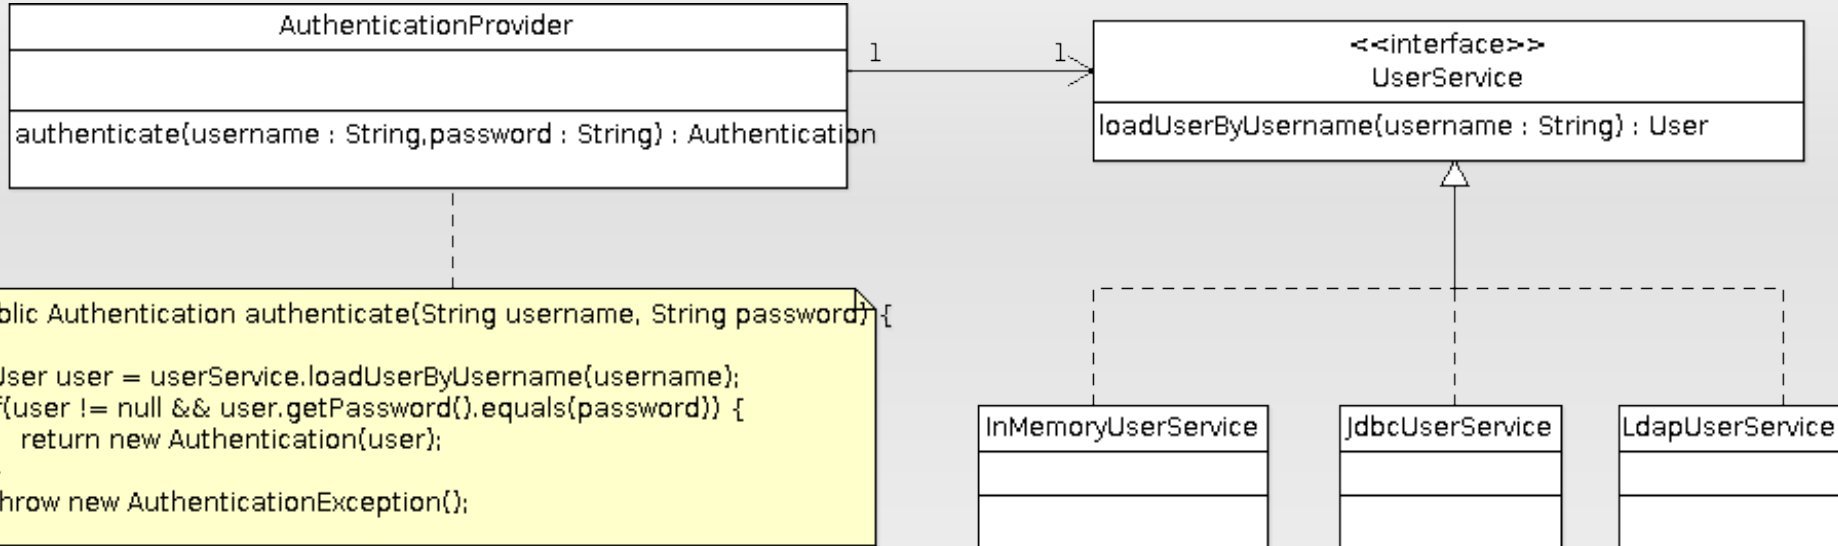 AuthenticationProvider
authenticate(username : String,password : String) : Authentication
1
1
<<interface>>
UserService
loadUserByUsername(username : String) : User
blic Authentication authenticate(String username, String password) {
User user = userService.loadUserByUsername(username);
f(user != null && user.getPassword().equals(password)) {
return new Authentication(user);
hrow new AuthenticationException();
InMemoryUserService
JdbcUserService
LdapUserService